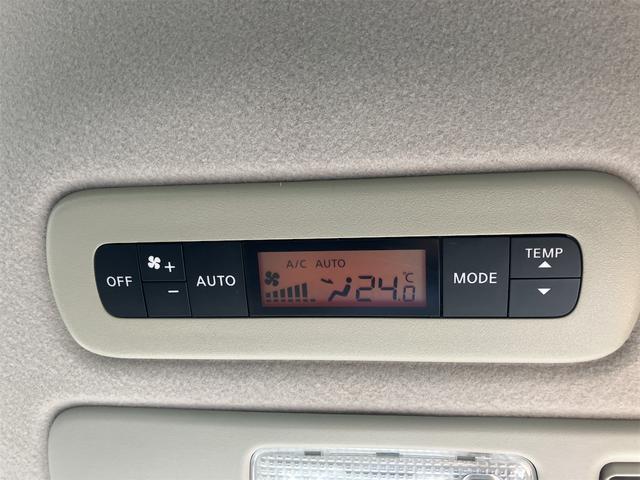 OFF
+
−
AUTO
A/C AUTO
24.0 °C
MODE
TEMP